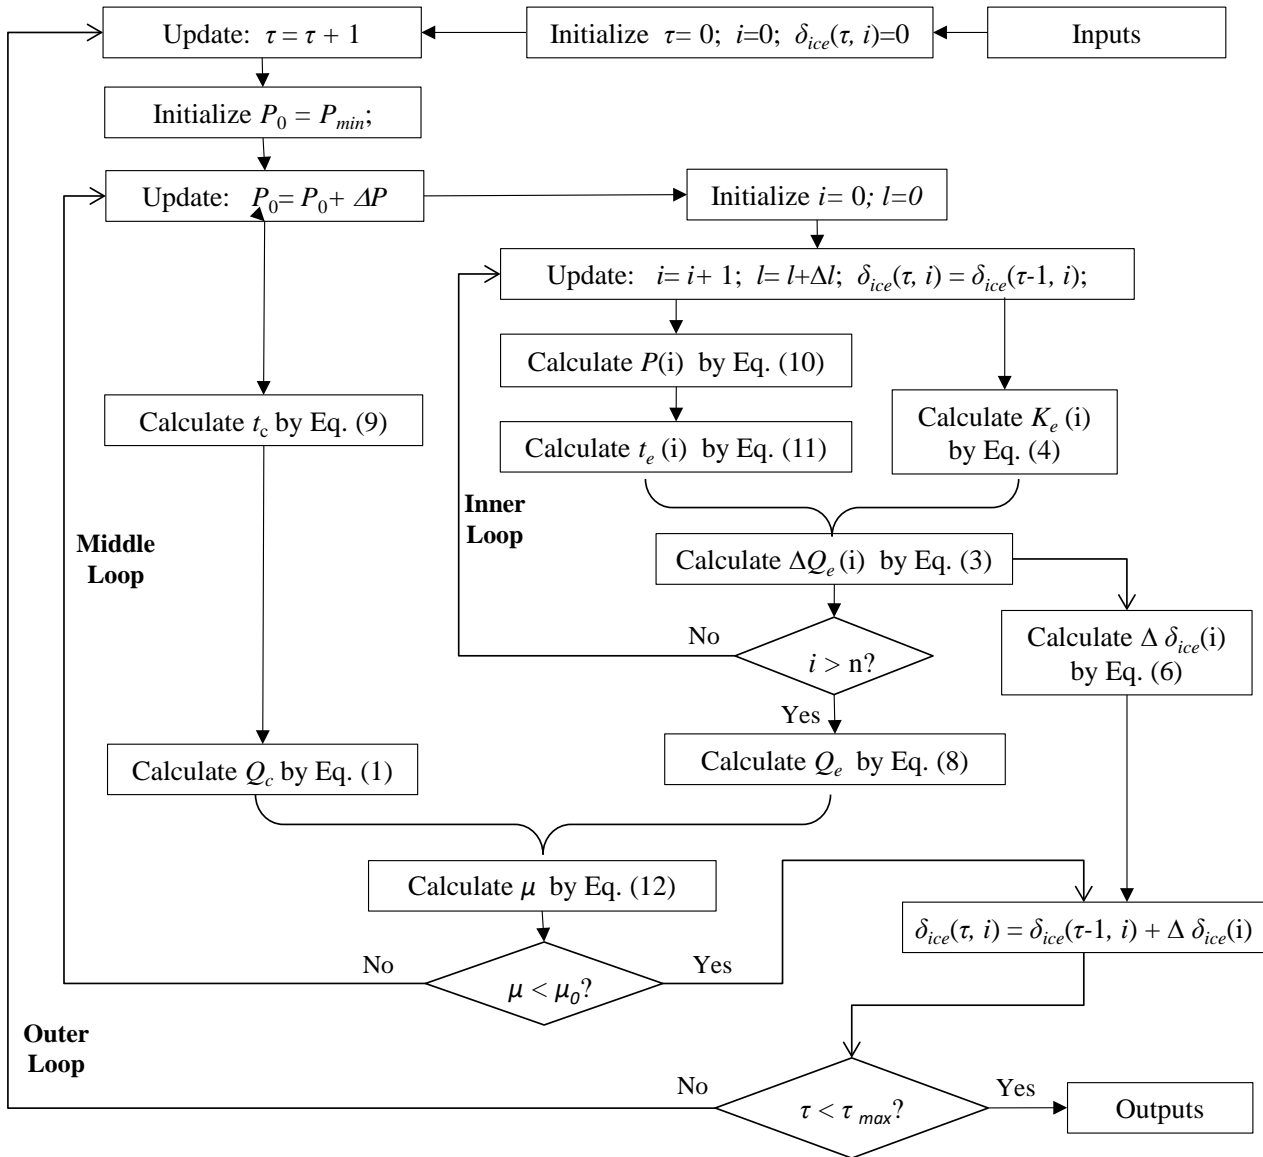 Update: τ = τ + 1
Initialize τ= 0; i=0; δice(τ, i)=0
Inputs
Initialize P0 = Pmin;
Update: P0= P0+ ΔP
Initialize i= 0; l=0
Update: i= i+ 1; l= l+Δl; δice(τ, i) = δice(τ-1, i);
Calculate P(i) by Eq. (10)
Calculate tc by Eq. (9)
Calculate te (i) by Eq. (11)
Calculate Ke (i)
by Eq. (4)
Inner
Loop
Middle
Loop
Calculate ΔQe (i) by Eq. (3)
No
i > n?
Yes
Calculate Δ δice(i)
by Eq. (6)
Calculate Qc by Eq. (1)
Calculate Qe by Eq. (8)
Calculate μ by Eq. (12)
δice(τ, i) = δice(τ-1, i) + Δ δice(i)
No
μ < μ0?
Yes
Outer
Loop
No
τ < τ max?
Yes
Outputs